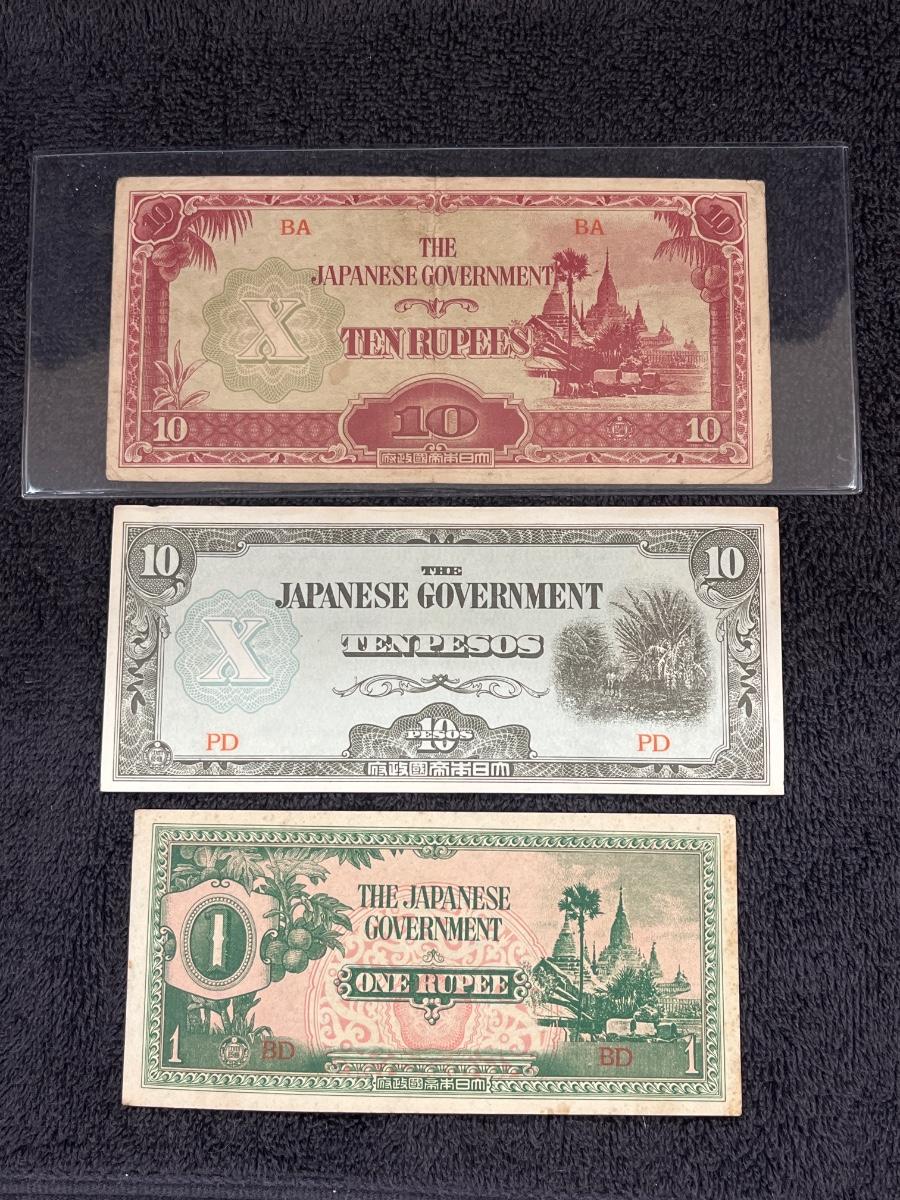 10 10
BA BA
THE
JAPANESE GOVERNMENT
X
TEN RUPEES
10 10 10
府政國帝本日大
10 10
THE
JAPANESE GOVERNMENT
X
TEN PESOS
10
PESOS
PD PD
府政國帝本日大
THE JAPANESE
GOVERNMENT
1
ONE RUPEE
BD BD
1 1
府政國帝本日大